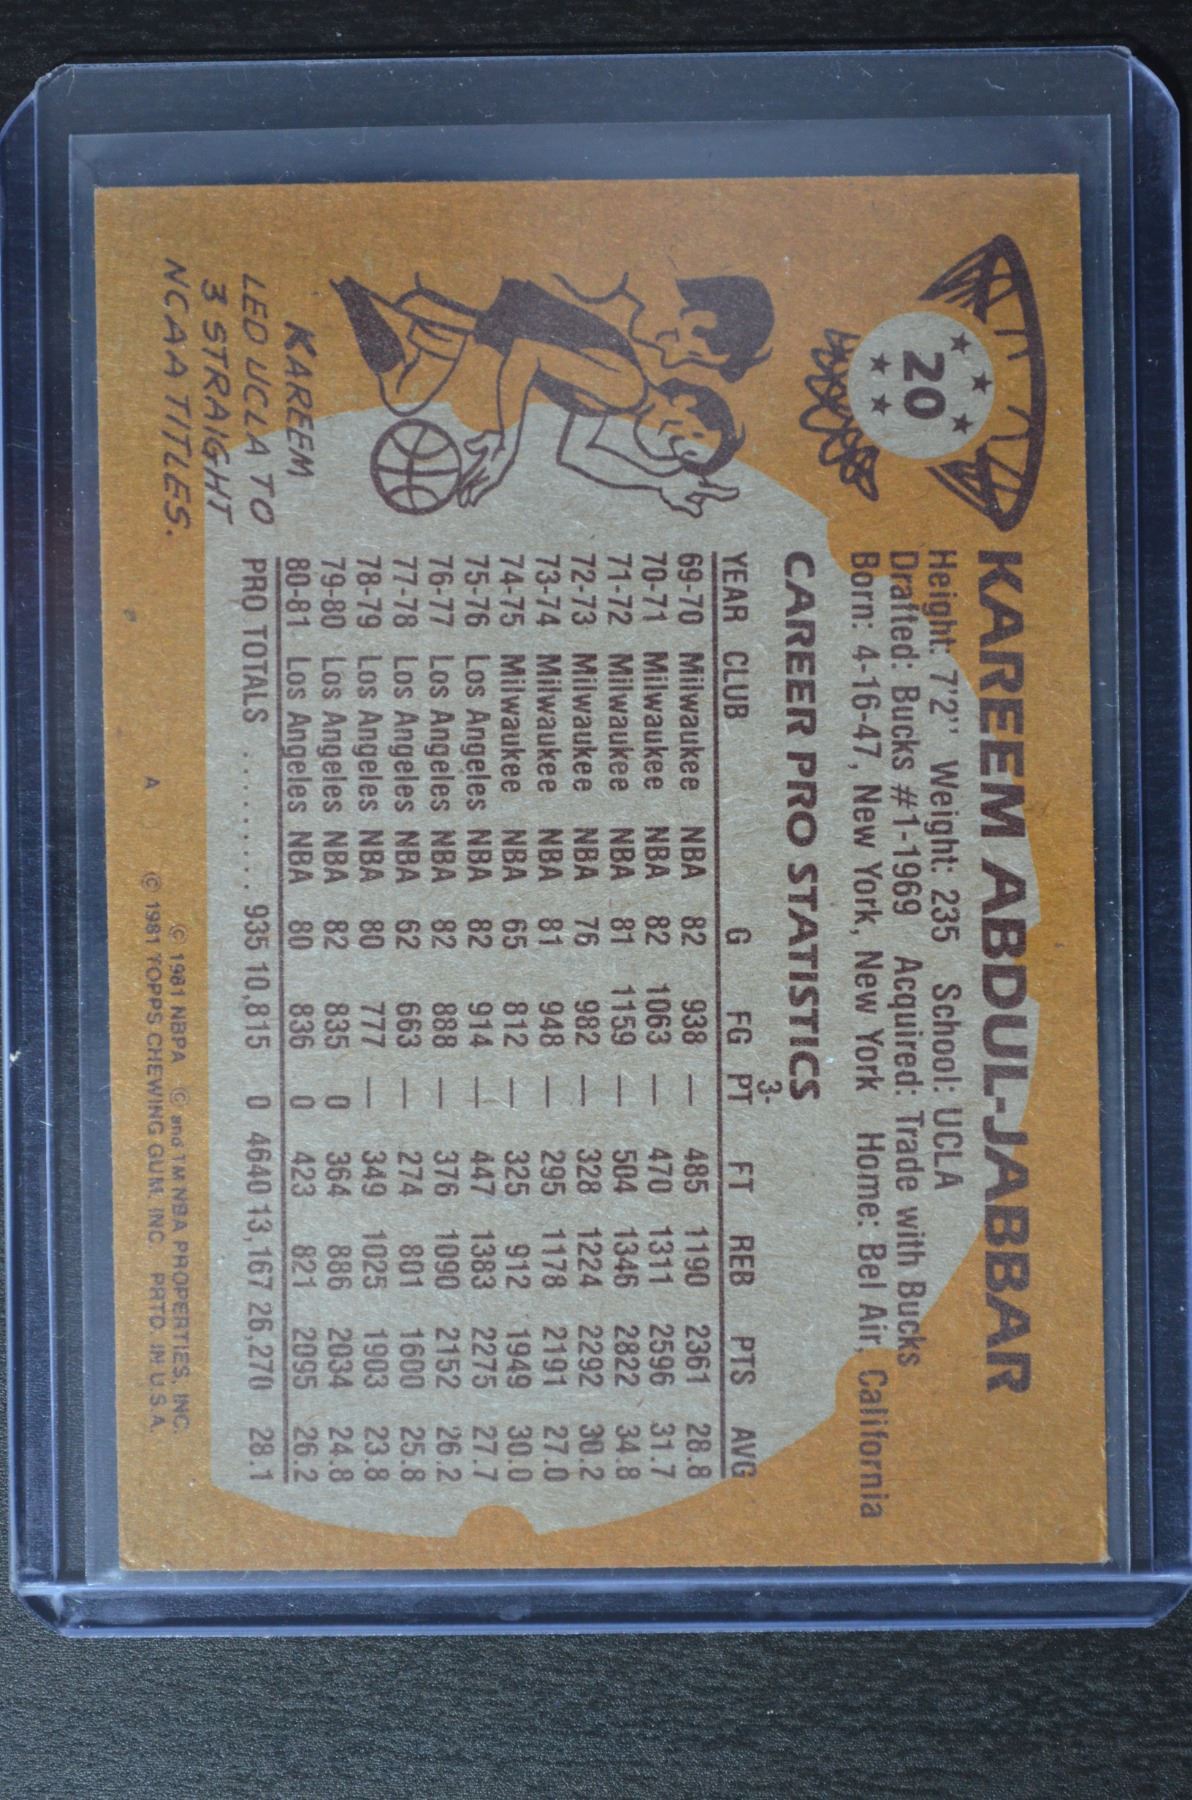 20
KAREEM ABDUL-JABBAR
Height: 7'2" Weight: 235 School: UCLA
Drafted: Bucks #1-1969 Acquired: Trade with Bucks
Born: 4-16-47, New York, New York Home: Bel Air, California
CAREER PRO STATISTICS
YEAR CLUB G FG 3-PT FT REB PTS AVG
69-70 Milwaukee NBA 82 938 — 485 1190 2361 28.8
70-71 Milwaukee NBA 82 1063 — 470 1311 2596 31.7
71-72 Milwaukee NBA 81 1159 — 504 1346 2822 34.8
72-73 Milwaukee NBA 76 982 — 328 1224 2292 30.2
73-74 Milwaukee NBA 81 948 — 295 1178 2191 27.0
74-75 Milwaukee NBA 65 812 — 325 912 1949 30.0
75-76 Los Angeles NBA 82 914 — 447 1383 2275 27.7
76-77 Los Angeles NBA 82 888 — 376 1090 2152 26.2
77-78 Los Angeles NBA 62 663 — 274 801 1600 25.8
78-79 Los Angeles NBA 80 777 — 349 1025 1903 23.8
79-80 Los Angeles NBA 82 835 0 364 886 2034 24.8
80-81 Los Angeles NBA 80 836 0 423 821 2095 26.2
PRO TOTALS ........ 935 10,815 0 4640 13,167 26,270 28.1
KAREEM
LED UCLA TO
3 STRAIGHT
NCAA TITLES.
© 1981 NBPA © and TM NBA PROPERTIES, INC.
A © 1981 TOPPS CHEWING GUM, INC. PRTD. IN U.S.A.